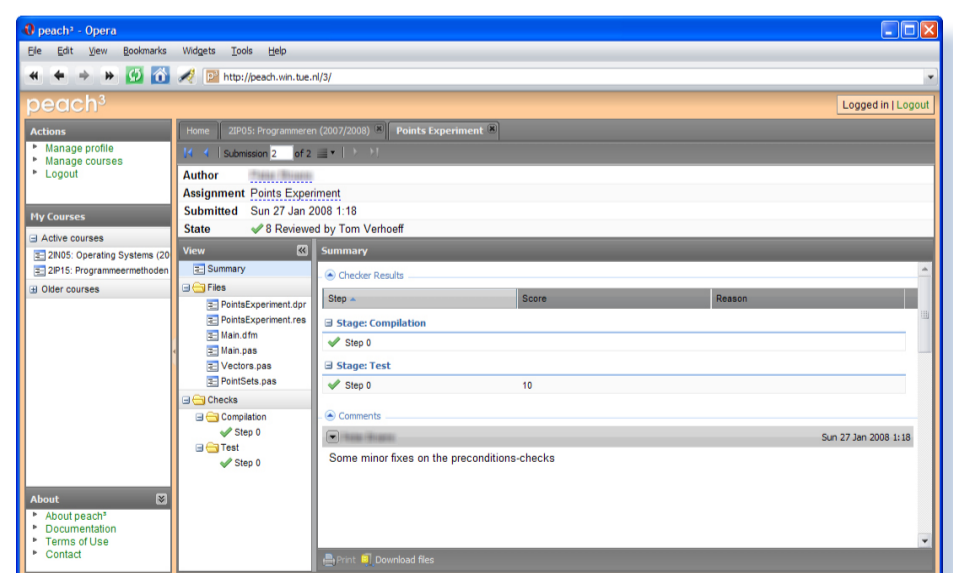 peach³ - Opera
File Edit View Bookmarks Widgets Tools Help
http://peach.win.tue.nl/3/
peach³
Logged in | Logout
Actions
Manage profile
Manage courses
Logout
My Courses
Active courses
2IN05: Operating Systems (20
2IP15: Programmeermethoden
Older courses
About
About peach³
Documentation
Terms of Use
Contact
Home 2IP05: Programmeren (2007/2008) Points Experiment
Submission 2 of 2
Author
Assignment Points Experiment
Submitted Sun 27 Jan 2008 1:18
State 8 Reviewed by Tom Verhoeff
View
Summary
Files
PointsExperiment.dpr
PointsExperiment.res
Main.dfm
Main.pas
Vectors.pas
PointSets.pas
Checks
Compilation
Step 0
Test
Step 0
Summary
Checker Results
Step Score Reason
Stage: Compilation
Step 0
Stage: Test
Step 0 10
Comments
Sun 27 Jan 2008 1:18
Some minor fixes on the preconditions-checks
Print Download files